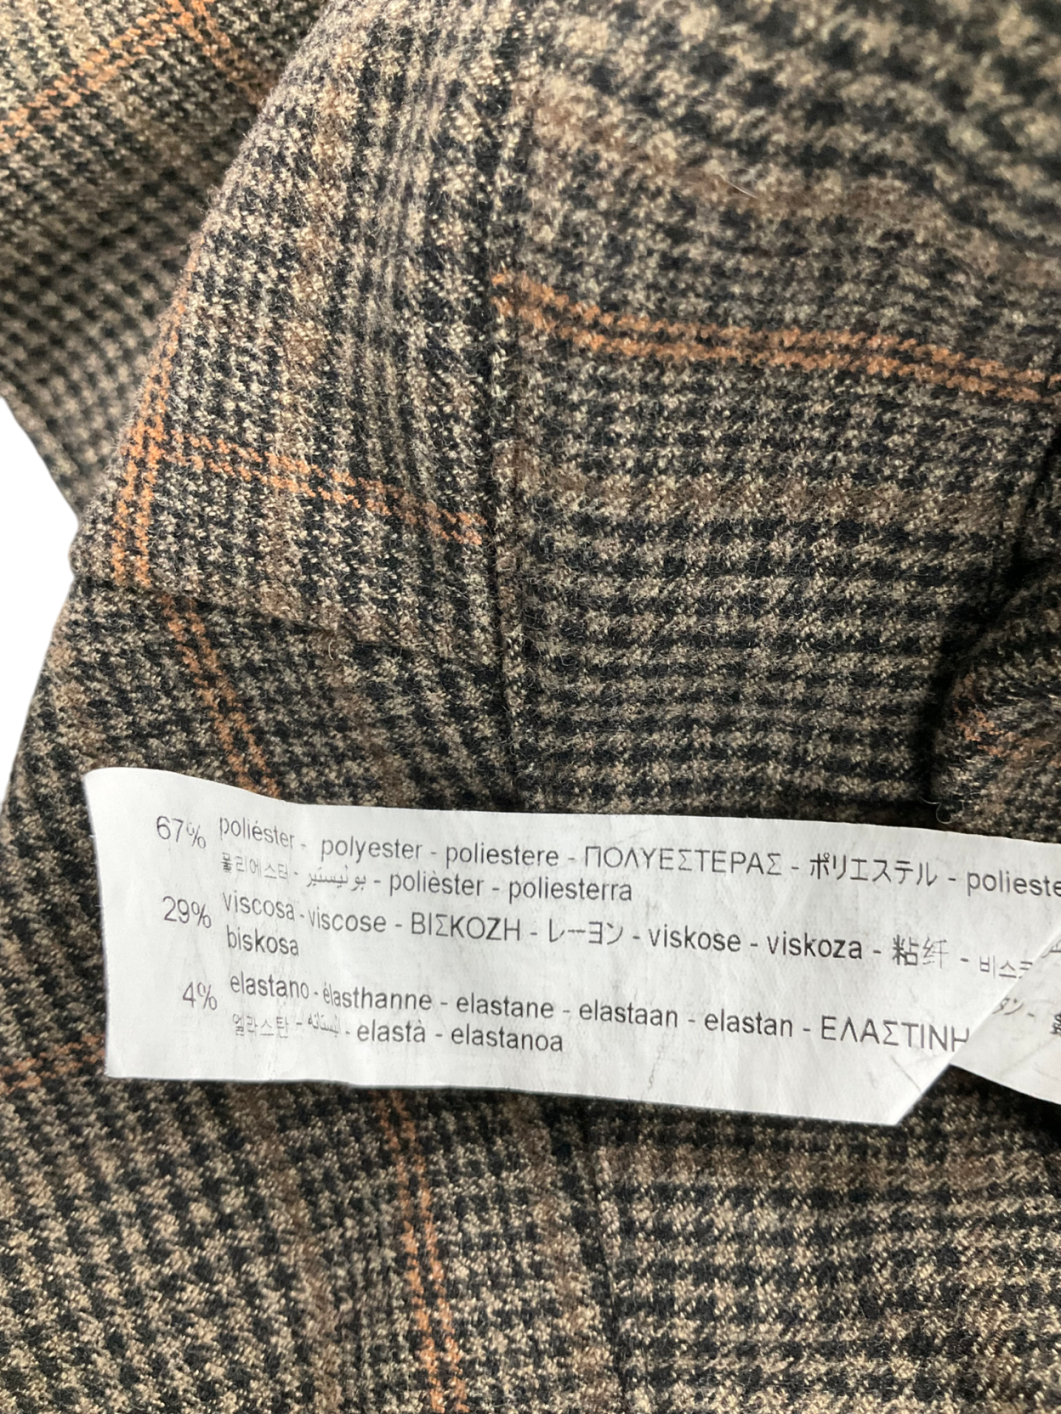 67% poliéster - polyester - poliestere - ΠΟΛΥΕΣΤΕΡΑΣ - ポリエステル - polieste
폴리에스터 - بوليستير - polièster - poliesterra
29% viscosa - viscose - ΒΙΣΚΟΖΗ - レーヨン - viskose - viskoza - 粘纤 - 비스
biskosa
4% elastano - élasthanne - elastane - elastaan - elastan - ΕΛΑΣΤΙΝΗ
엘라스탄 - - elastà - elastanoa